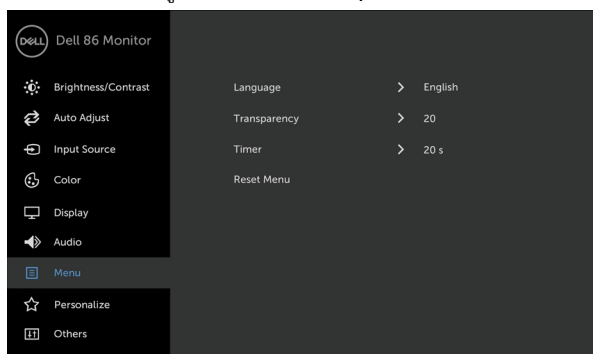 DELL
Dell 86 Monitor
Brightness/Contrast
Auto Adjust
Input Source
Color
Display
Audio
Menu
Personalize
Others
Language > English
Transparency > 20
Timer > 20 s
Reset Menu